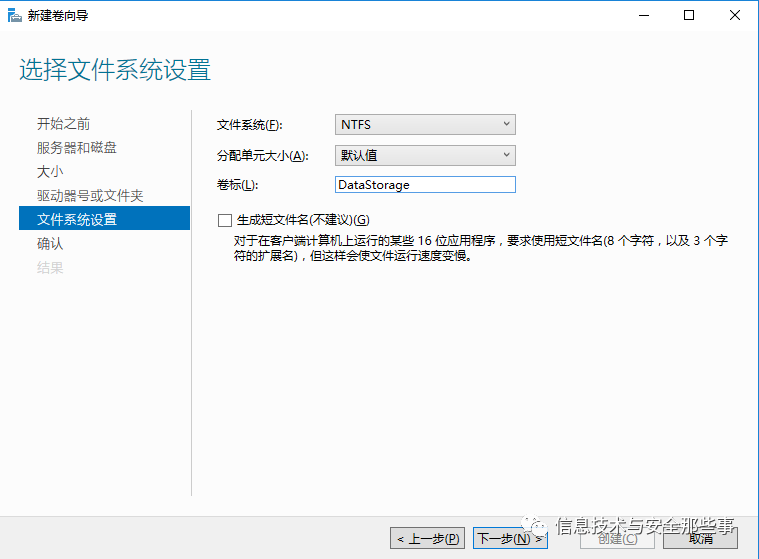 新建卷向导
选择文件系统设置
开始之前
服务器和磁盘
大小
驱动器号或文件夹
文件系统设置
确认
结果
文件系统(F): NTFS
分配单元大小(A): 默认值
卷标(L): DataStorage
生成短文件名(不建议)(G)
对于在客户端计算机上运行的某些 16 位应用程序，要求使用短文件名(8 个字符，以及 3 个字
符的扩展名)，但这样会使文件运行速度变慢。
< 上一步(P) 下一步(N) > 创建(C) 取消
信息技术与安全那些事